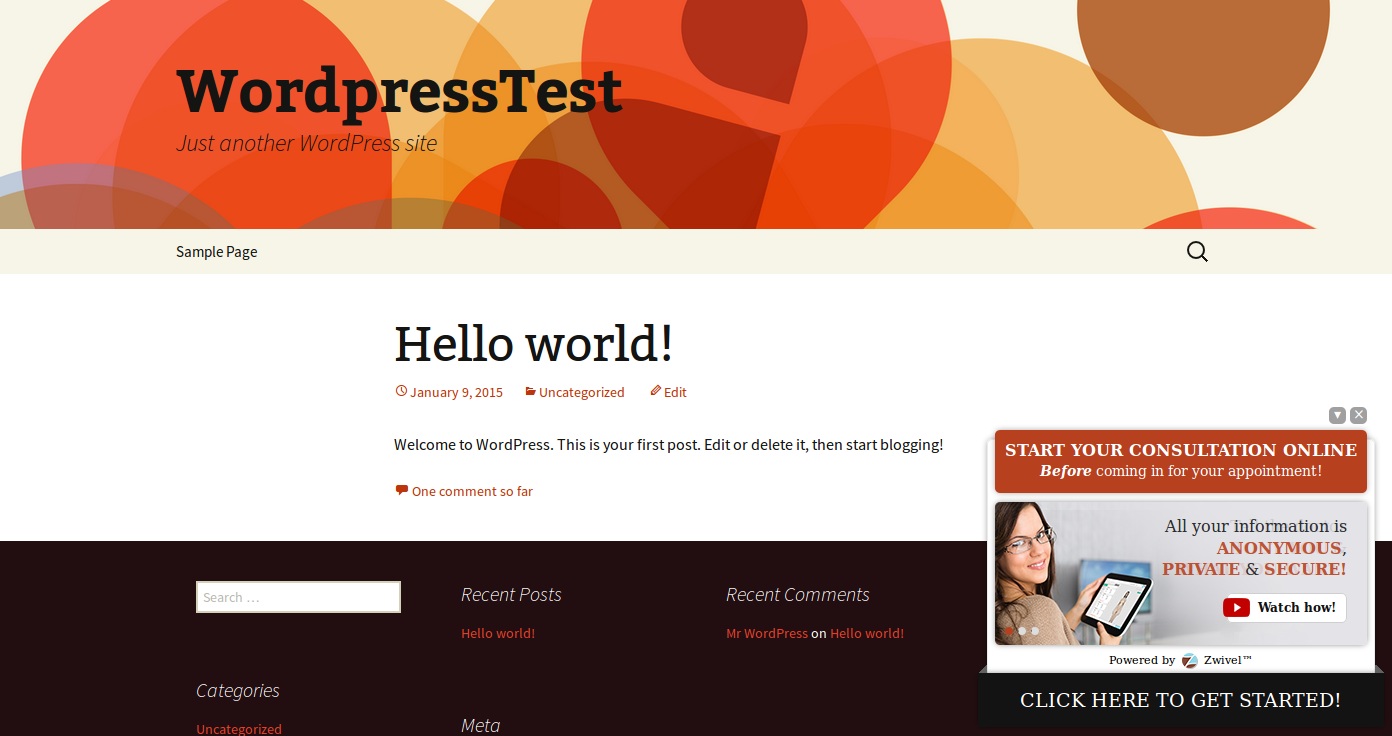 WordpressTest
Just another WordPress site
Sample Page
Hello world!
January 9, 2015 Uncategorized Edit
Welcome to WordPress. This is your first post. Edit or delete it, then start blogging!
One comment so far
Search …
Categories
Uncategorized
Recent Posts
Hello world!
Meta
Recent Comments
Mr WordPress on Hello world!
START YOUR CONSULTATION ONLINE
Before coming in for your appointment!
All your information is
ANONYMOUS,
PRIVATE & SECURE!
Watch how!
Powered by Zwivel™
CLICK HERE TO GET STARTED!